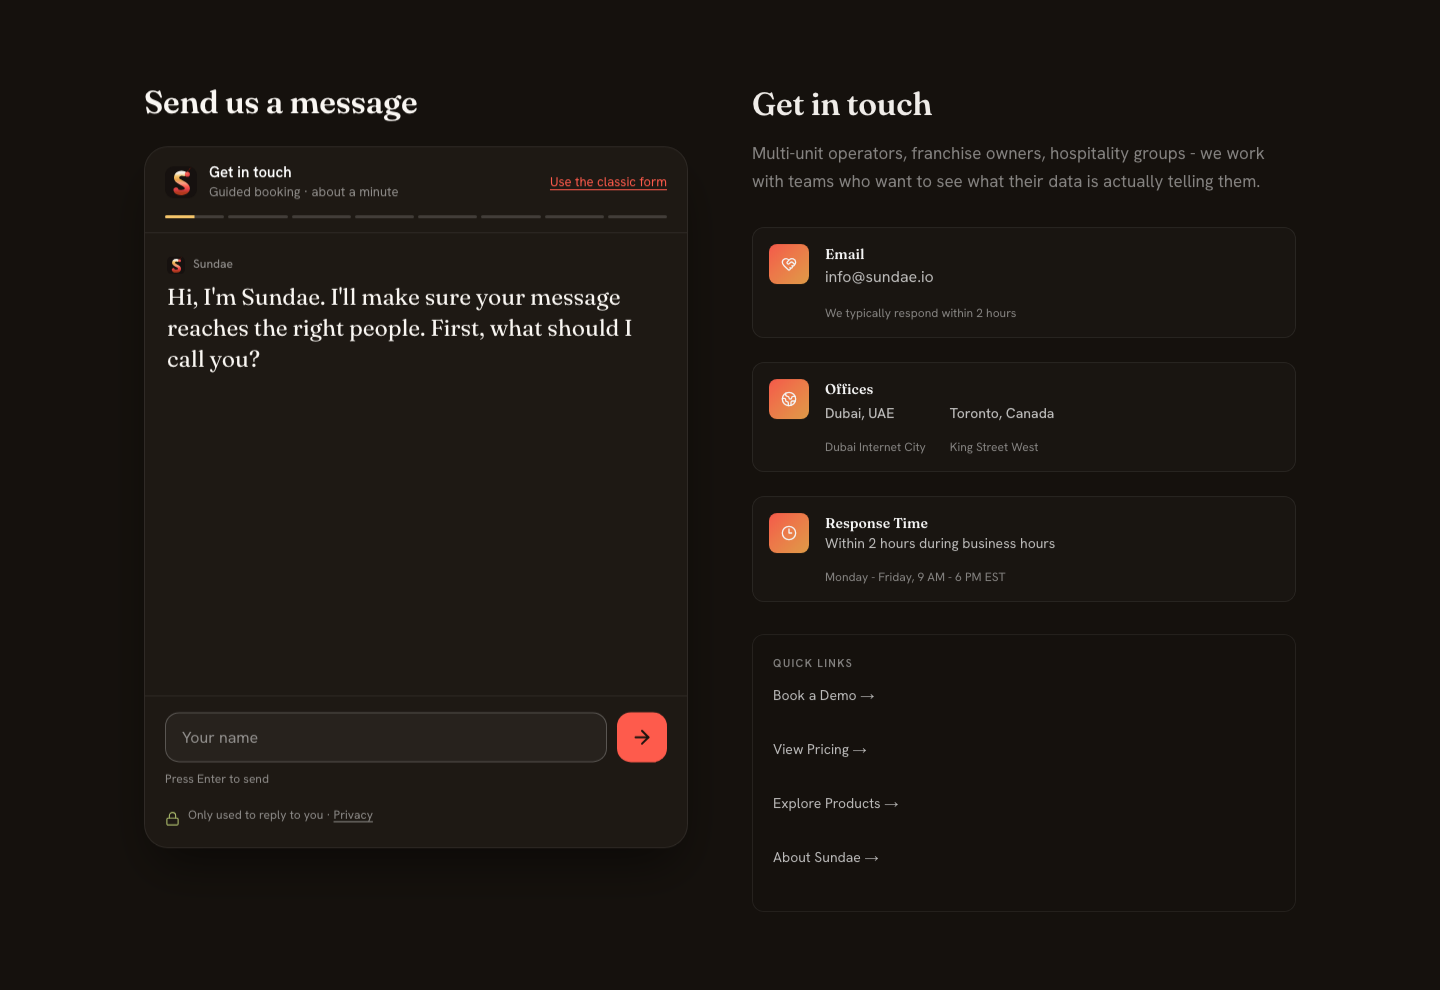 Send us a message
Get in touch
Guided booking · about a minute
Use the classic form
Sundae
Hi, I'm Sundae. I'll make sure your message
reaches the right people. First, what should I
call you?
Your name
Press Enter to send
Only used to reply to you · Privacy
Get in touch
Multi-unit operators, franchise owners, hospitality groups - we work
with teams who want to see what their data is actually telling them.
Email
info@sundae.io
We typically respond within 2 hours
Offices
Dubai, UAE
Dubai Internet City
Toronto, Canada
King Street West
Response Time
Within 2 hours during business hours
Monday - Friday, 9 AM - 6 PM EST
QUICK LINKS
Book a Demo →
View Pricing →
Explore Products →
About Sundae →